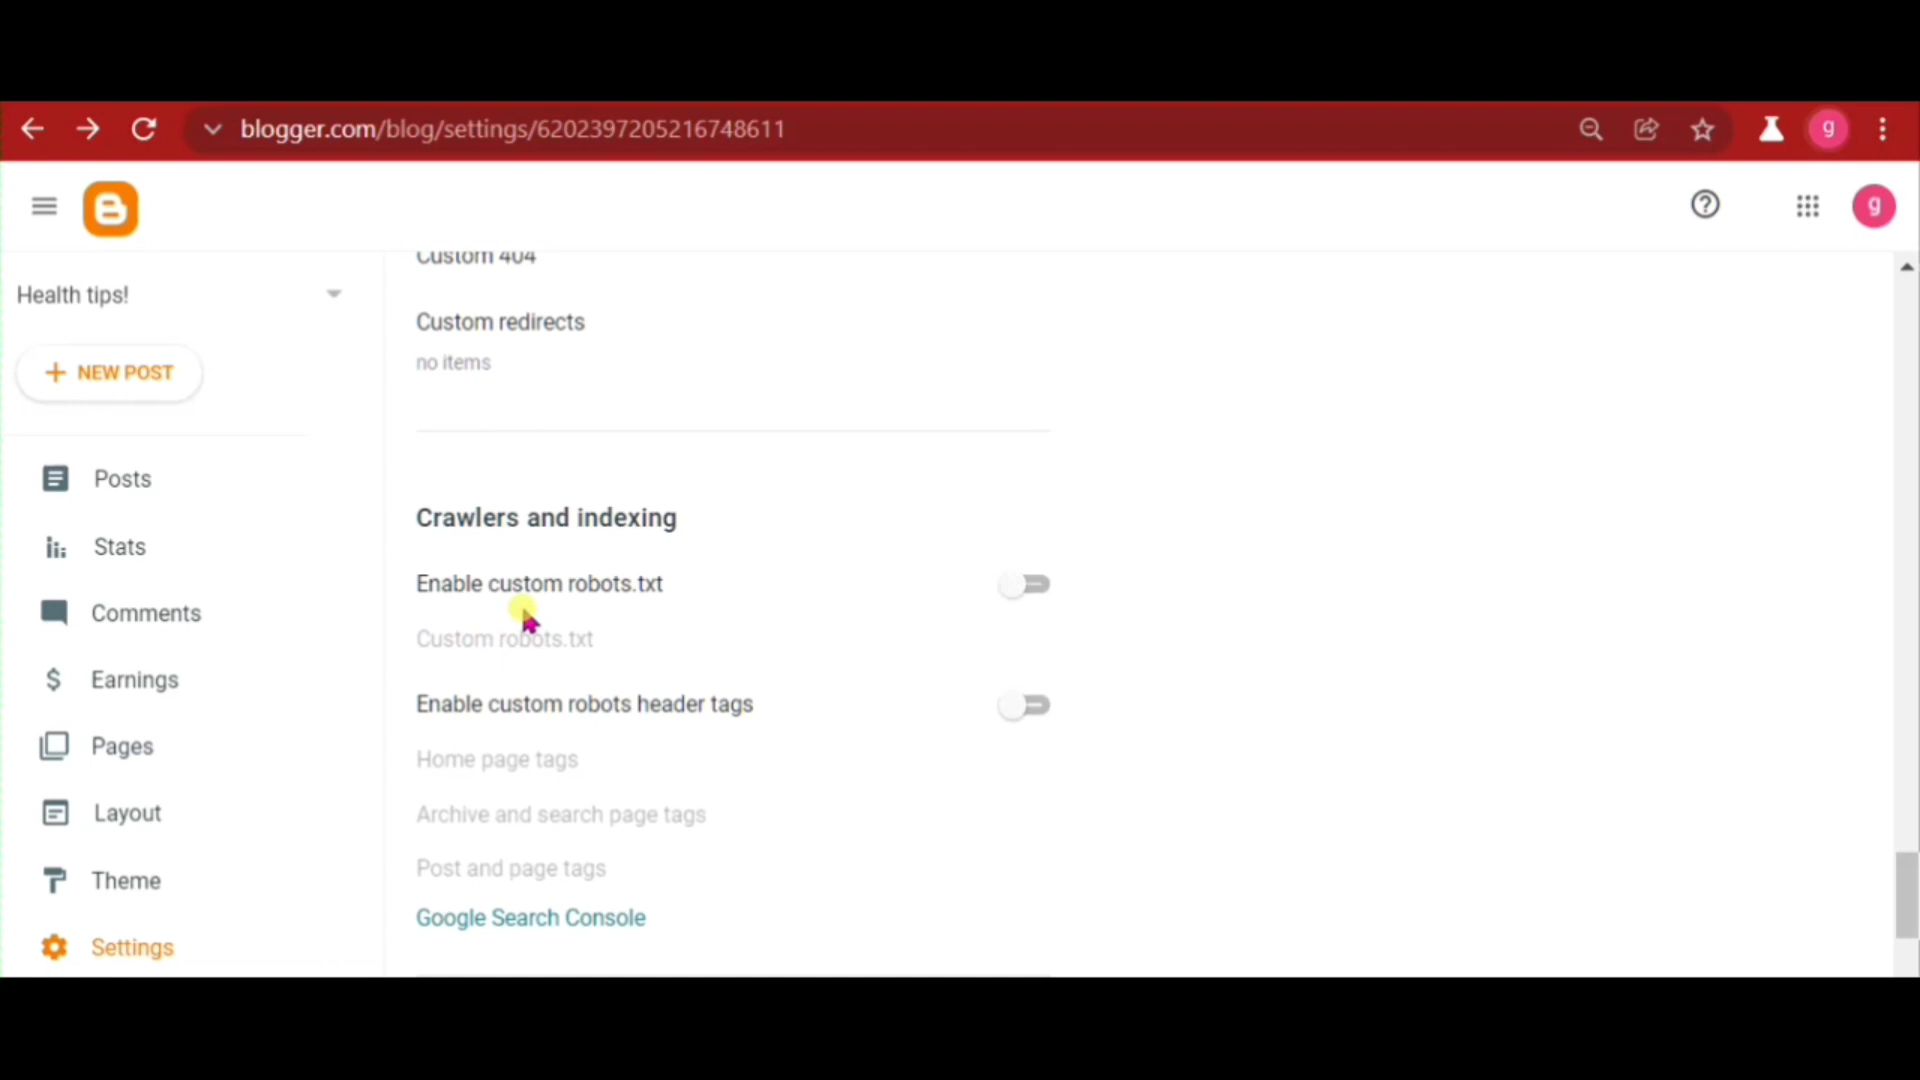 blogger.com/blog/settings/6202397205216748611
g
g
Health tips!
NEW POST
Posts
Stats
Comments
Earnings
Pages
Layout
Theme
Settings
Custom 404
Custom redirects
no items
Crawlers and indexing
Enable custom robots.txt
Custom robots.txt
Enable custom robots header tags
Home page tags
Archive and search page tags
Post and page tags
Google Search Console